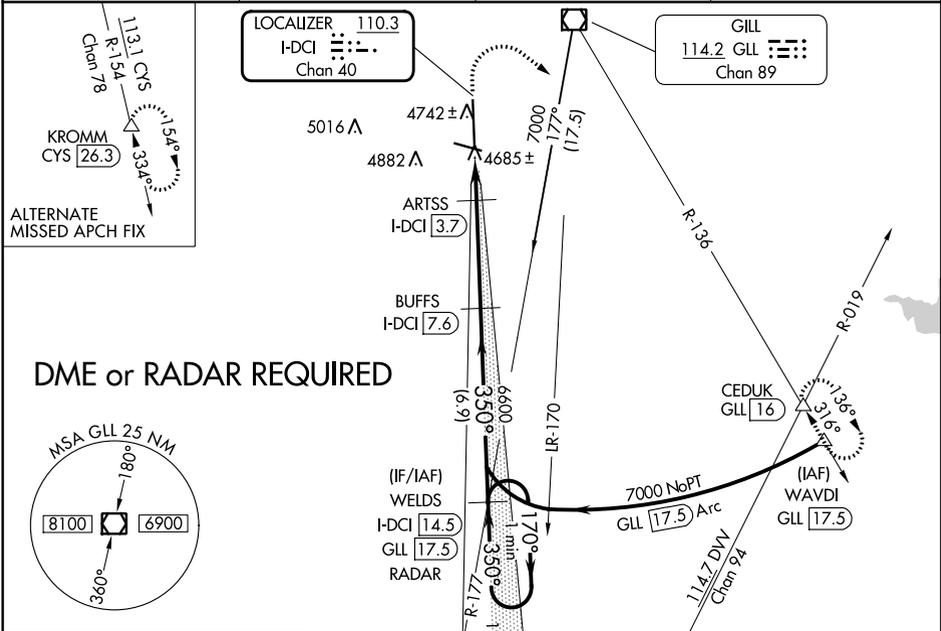 113.1 CYS
R-154
Chan 78
KROMM
CYS 26.3
154°
334°
ALTERNATE
MISSED APCH FIX
LOCALIZER 110.3
I-DCI
Chan 40
GILL
114.2 GLL
Chan 89
5016
4742±
4882
4685±
7000
177°
(17.5)
ARTSS
I-DCI 3.7
R-136
BUFFS
I-DCI 7.6
R-019
DME or RADAR REQUIRED
350°
(6.9)
6600
LR-170
CEDUK
GLL 16
136°
316°
MSA GLL 25 NM
180°
8100
6900
360°
(IF/IAF)
WELDS
I-DCI 14.5
GLL 17.5
RADAR
7000 NoPT
GLL 17.5 Arc
(IAF)
WAVDI
GLL 17.5
170°
1 min
350°
R-177
114.7 DVV
Chan 94